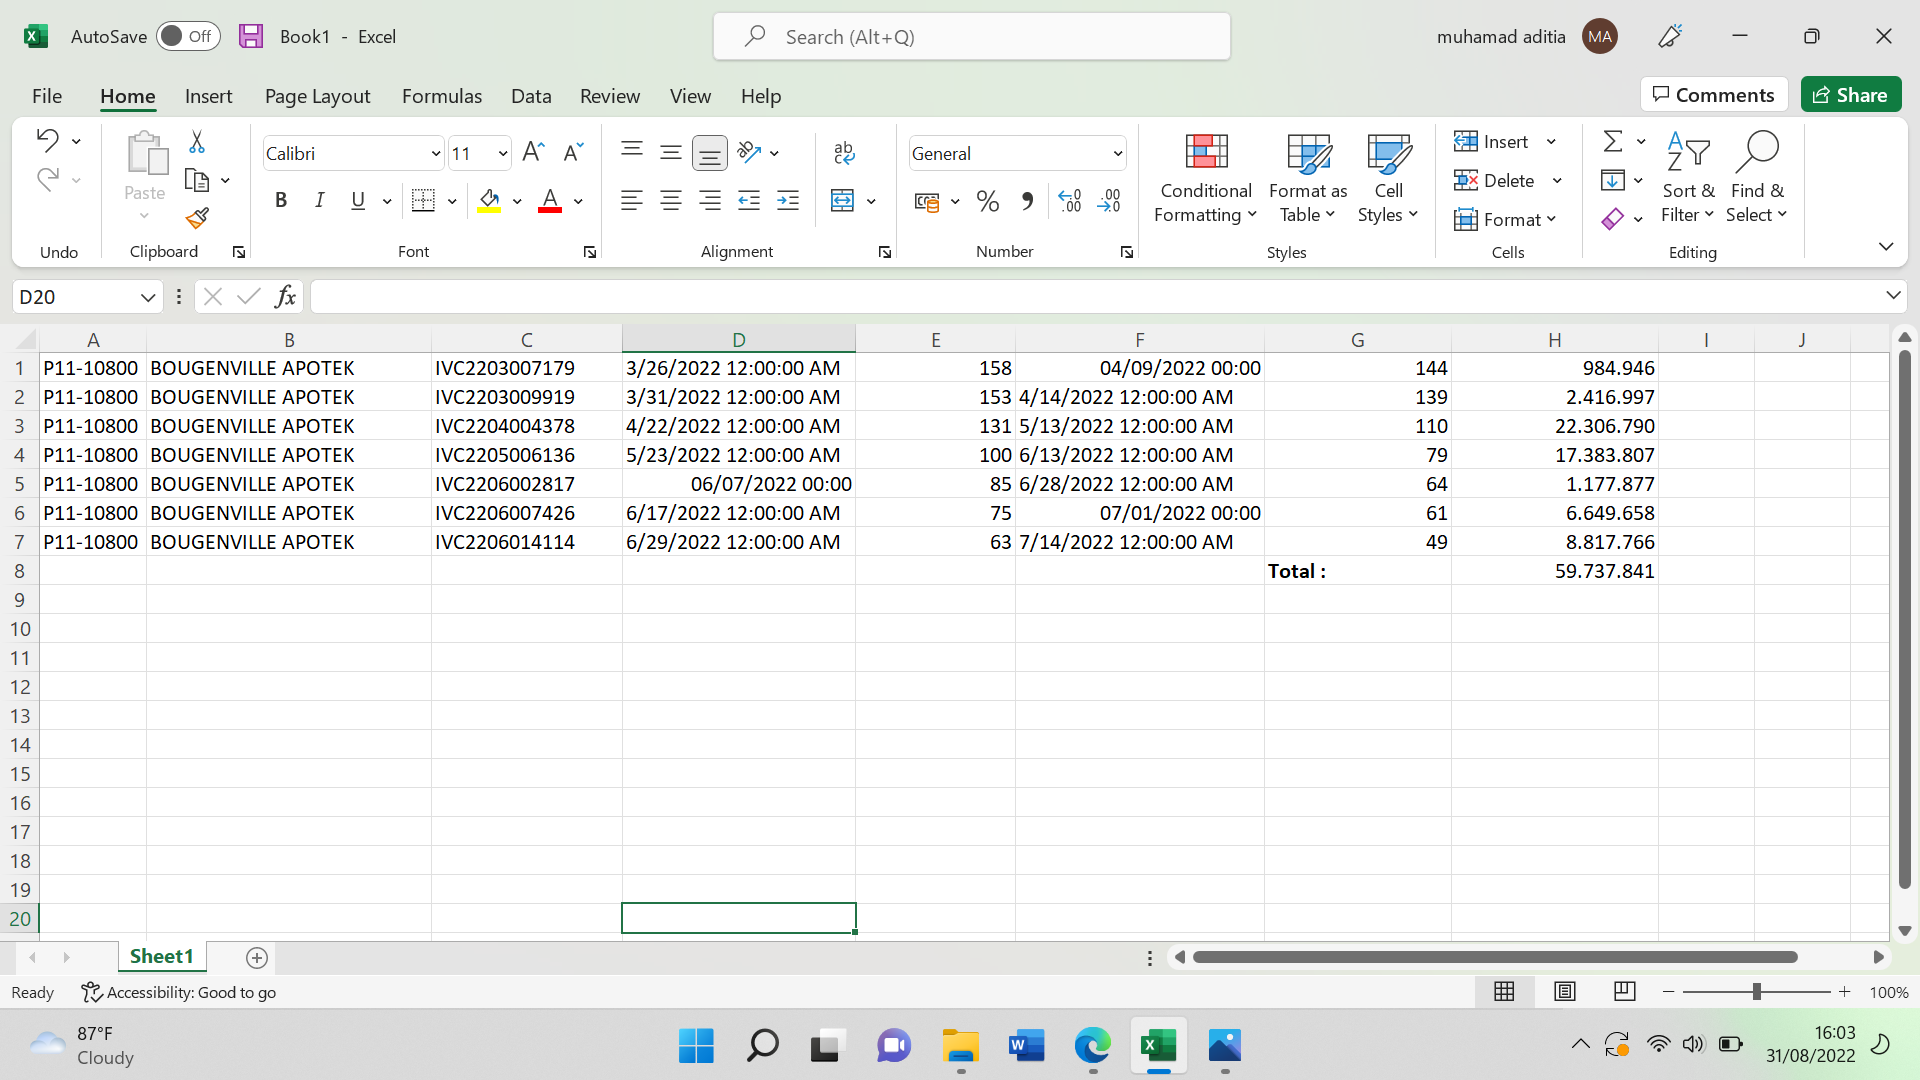 AutoSave Off Book1 - Excel Search (Alt+Q) muhamad aditia MA
File Home Insert Page Layout Formulas Data Review View Help Comments Share
Paste
Calibri 11
B I U
ab
General
Conditional Formatting
Format as Table
Cell Styles
Insert
Delete
Format
Sort & Filter
Find & Select
Undo Clipboard Font Alignment Number Styles Cells Editing
D20 fx
A B C D E F G H I J
1 P11-10800 BOUGENVILLE APOTEK IVC2203007179 3/26/2022 12:00:00 AM 158 04/09/2022 00:00 144 984.946
2 P11-10800 BOUGENVILLE APOTEK IVC2203009919 3/31/2022 12:00:00 AM 153 4/14/2022 12:00:00 AM 139 2.416.997
3 P11-10800 BOUGENVILLE APOTEK IVC2204004378 4/22/2022 12:00:00 AM 131 5/13/2022 12:00:00 AM 110 22.306.790
4 P11-10800 BOUGENVILLE APOTEK IVC2205006136 5/23/2022 12:00:00 AM 100 6/13/2022 12:00:00 AM 79 17.383.807
5 P11-10800 BOUGENVILLE APOTEK IVC2206002817 06/07/2022 00:00 85 6/28/2022 12:00:00 AM 64 1.177.877
6 P11-10800 BOUGENVILLE APOTEK IVC2206007426 6/17/2022 12:00:00 AM 75 07/01/2022 00:00 61 6.649.658
7 P11-10800 BOUGENVILLE APOTEK IVC2206014114 6/29/2022 12:00:00 AM 63 7/14/2022 12:00:00 AM 49 8.817.766
8 Total : 59.737.841
9
10
11
12
13
14
15
16
17
18
19
20
Sheet1
Ready Accessibility: Good to go 100%
87°F
Cloudy
16:03
31/08/2022